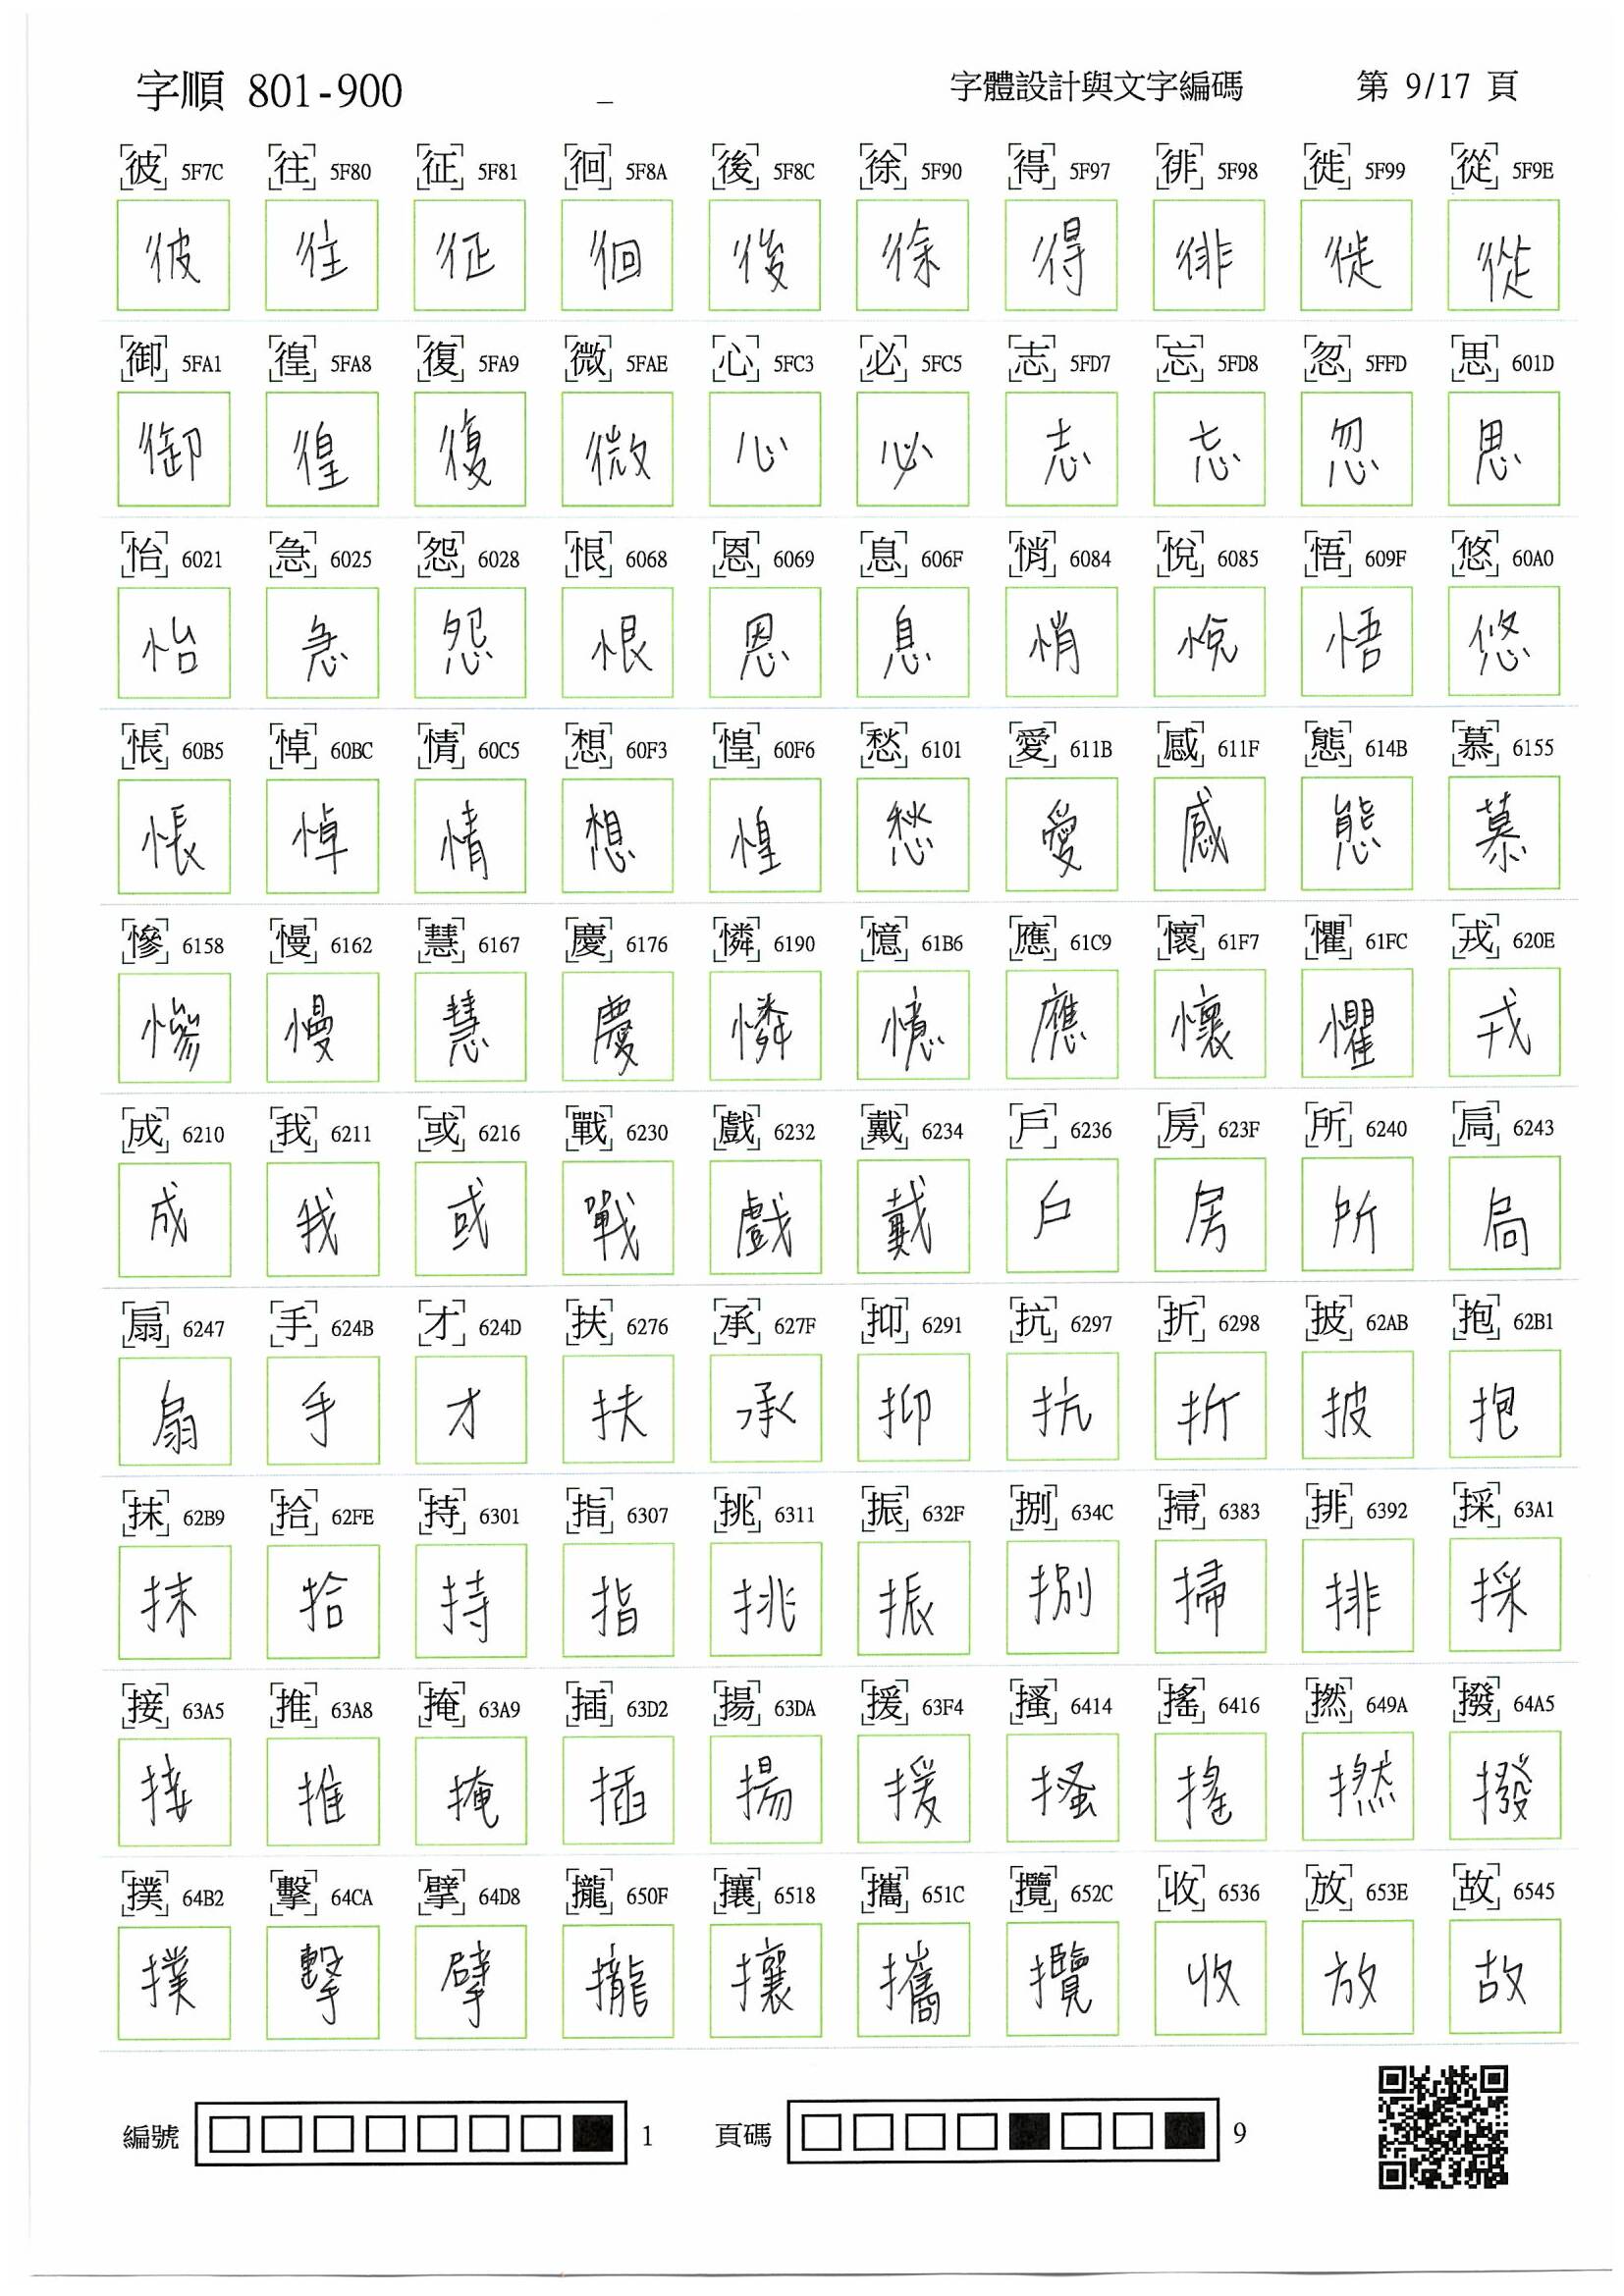 字順 801-900 _ 字體設計與文字編碼 第 9/17 頁
彼 5F7C 往 5F80 征 5F81 徊 5F8A 後 5F8C 徐 5F90 得 5F97 徘 5F98 徙 5F99 從 5F9E
彼 往 征 徊 後 徐 得 徘 徙 從
御 5FA1 徨 5FA8 復 5FA9 微 5FAE 心 5FC3 必 5FC5 志 5FD7 忘 5FD8 忽 5FFD 思 601D
御 徨 復 微 心 必 志 忘 忽 思
怡 6021 急 6025 怨 6028 恨 6068 恩 6069 息 606F 悄 6084 悅 6085 悟 609F 悠 60A0
怡 急 怨 恨 恩 息 悄 悅 悟 悠
悵 60B5 悼 60BC 情 60C5 想 60F3 惶 60F6 愁 6101 愛 611B 感 611F 態 614B 慕 6155
悵 悼 情 想 惶 愁 愛 感 態 慕
慘 6158 慢 6162 慧 6167 慶 6176 憐 6190 憶 61B6 應 61C9 懷 61F7 懼 61FC 戎 620E
慘 慢 慧 慶 憐 憶 應 懷 懼 戎
成 6210 我 6211 或 6216 戰 6230 戲 6232 戴 6234 戶 6236 房 623F 所 6240 扃 6243
成 我 或 戰 戲 戴 戶 房 所 扃
扇 6247 手 624B 才 624D 扶 6276 承 627F 抑 6291 抗 6297 折 6298 披 62AB 抱 62B1
扇 手 才 扶 承 抑 抗 折 披 抱
抹 62B9 拾 62FE 持 6301 指 6307 挑 6311 振 632F 捌 634C 掃 6383 排 6392 採 63A1
抹 拾 持 指 挑 振 捌 掃 排 採
接 63A5 推 63A8 掩 63A9 插 63D2 揚 63DA 援 63F4 搔 6414 搖 6416 撚 649A 撥 64A5
接 推 掩 插 揚 援 搔 搖 撚 撥
撲 64B2 擊 64CA 擘 64D8 攏 650F 攘 6518 攜 651C 攬 652C 收 6536 放 653E 故 6545
撲 擊 擘 攏 攘 攜 攬 收 放 故
編號 1 頁碼 9